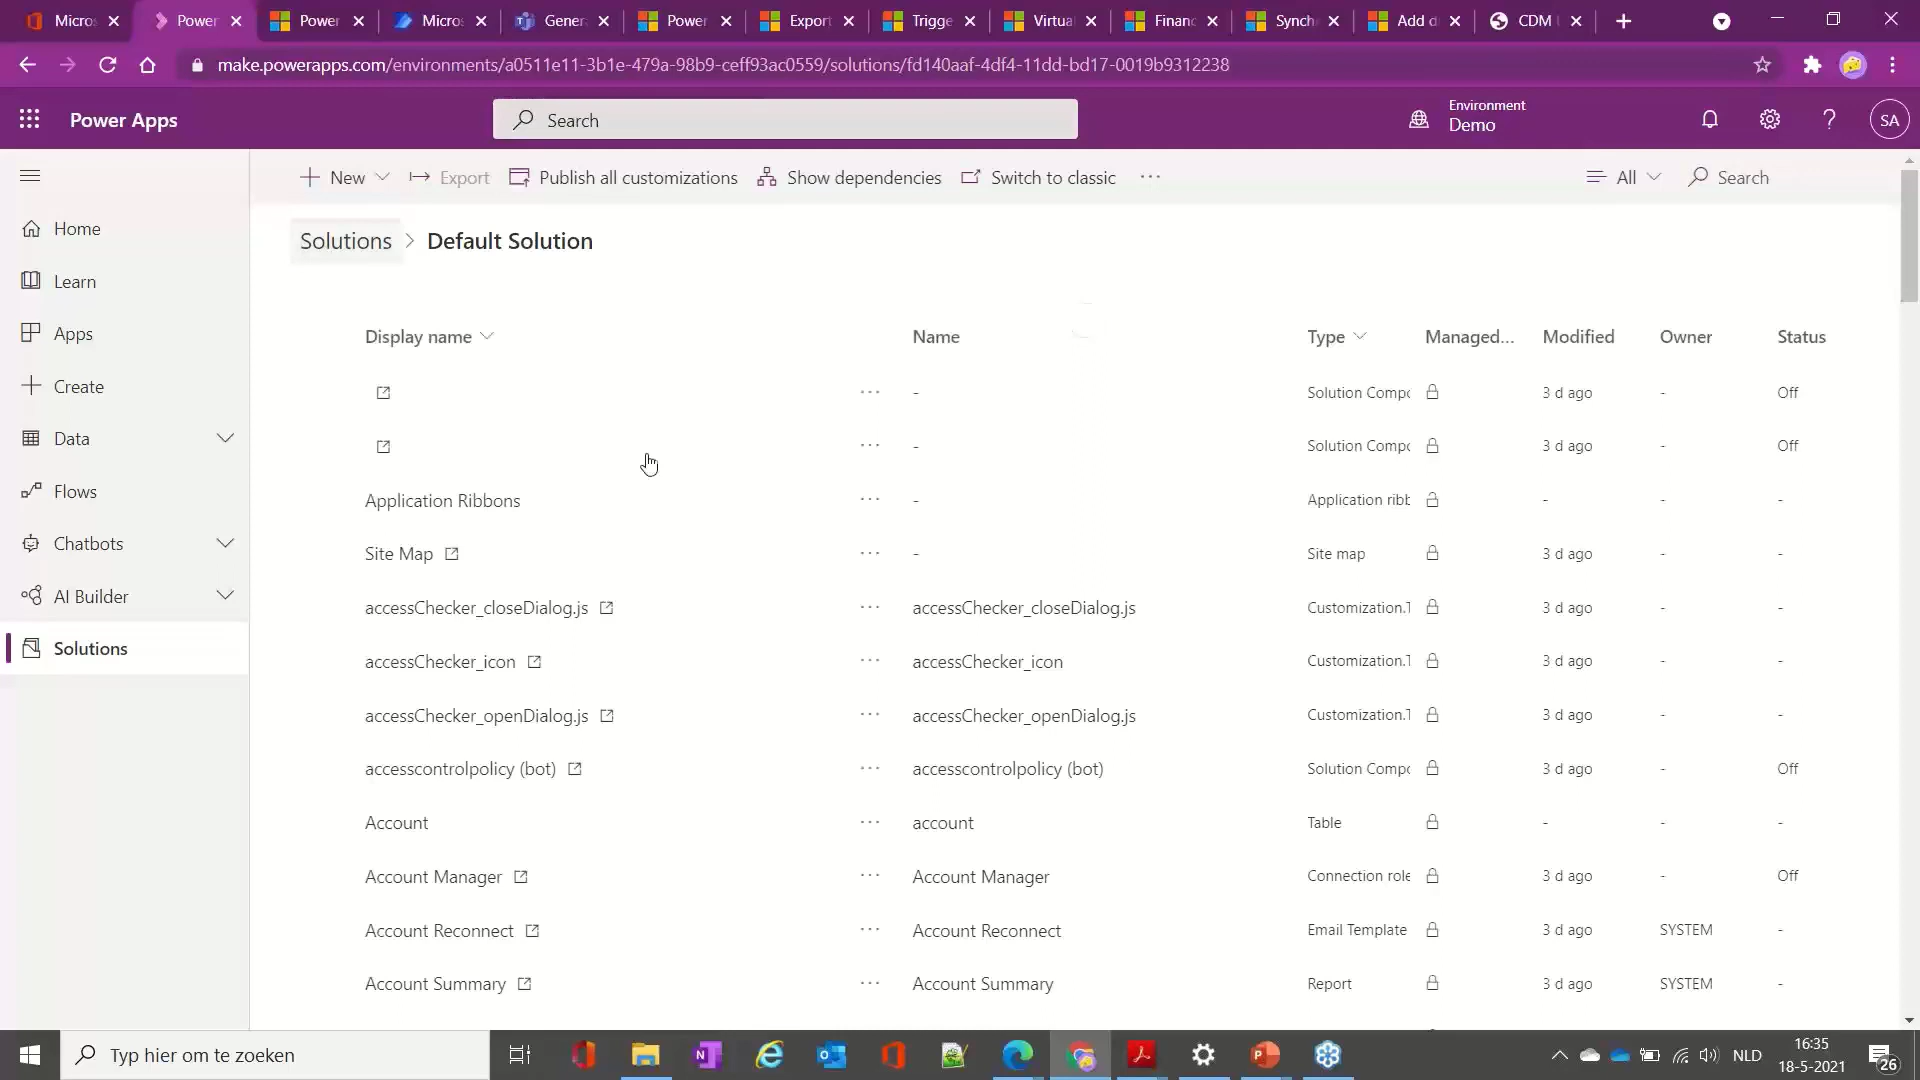 Micros
Power
Power
Micros
Genera
Power
Export
Trigge
Virtual
Financ
Synch
Add d
CDM
make.powerapps.com/environments/a0511e11-3b1e-479a-98b9-ceff93ac0559/solutions/fd140aaf-4df4-11dd-bd17-0019b9312238
Power Apps
Search
Environment
Demo
SA
New
Export
Publish all customizations
Show dependencies
Switch to classic
All
Search
Home
Learn
Apps
Create
Data
Flows
Chatbots
AI Builder
Solutions
Solutions > Default Solution
Display name Name Type Managed... Modified Owner Status
- Solution Compo 3 d ago - Off
- Solution Compo 3 d ago - Off
Application Ribbons - Application ribb - - -
Site Map - Site map 3 d ago - -
accessChecker_closeDialog.js accessChecker_closeDialog.js Customization.T 3 d ago - -
accessChecker_icon accessChecker_icon Customization.T 3 d ago - -
accessChecker_openDialog.js accessChecker_openDialog.js Customization.T 3 d ago - -
accesscontrolpolicy (bot) accesscontrolpolicy (bot) Solution Compo 3 d ago - Off
Account account Table - - -
Account Manager Account Manager Connection role 3 d ago - Off
Account Reconnect Account Reconnect Email Template 3 d ago SYSTEM -
Account Summary Account Summary Report 3 d ago SYSTEM -
Typ hier om te zoeken
NLD
16:35
18-5-2021
26